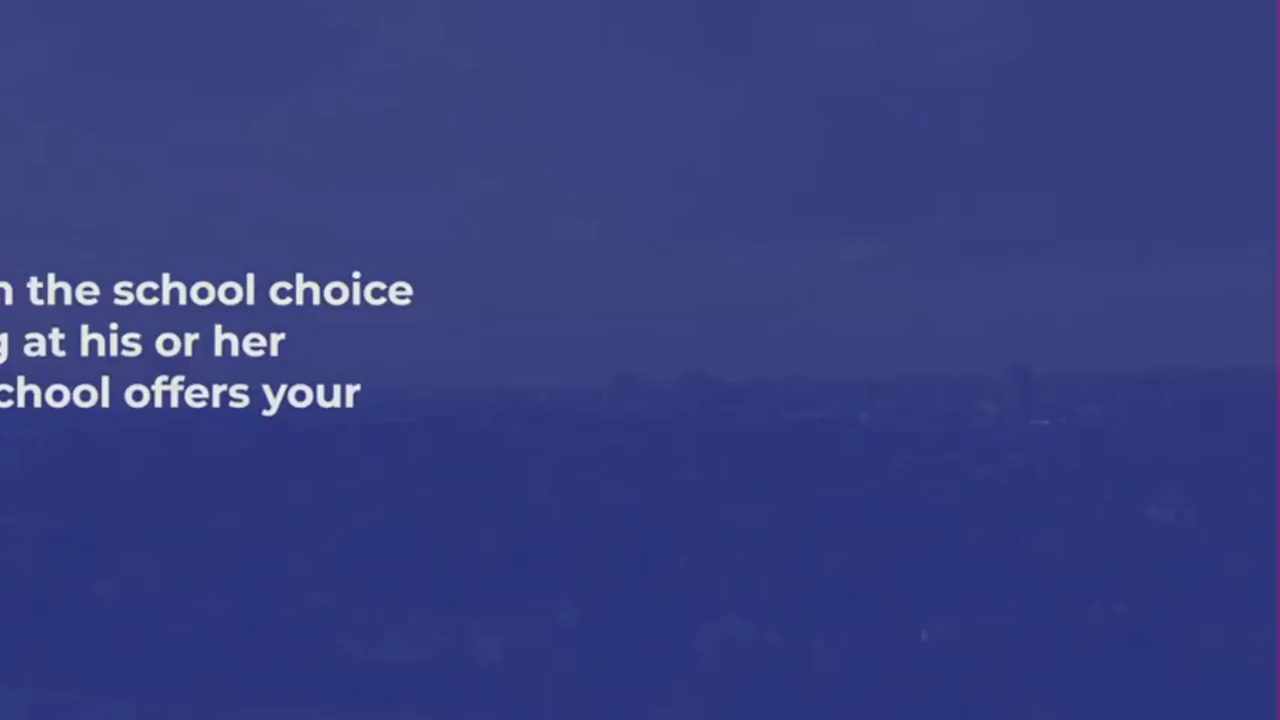 the school choice
at his or her
offers your